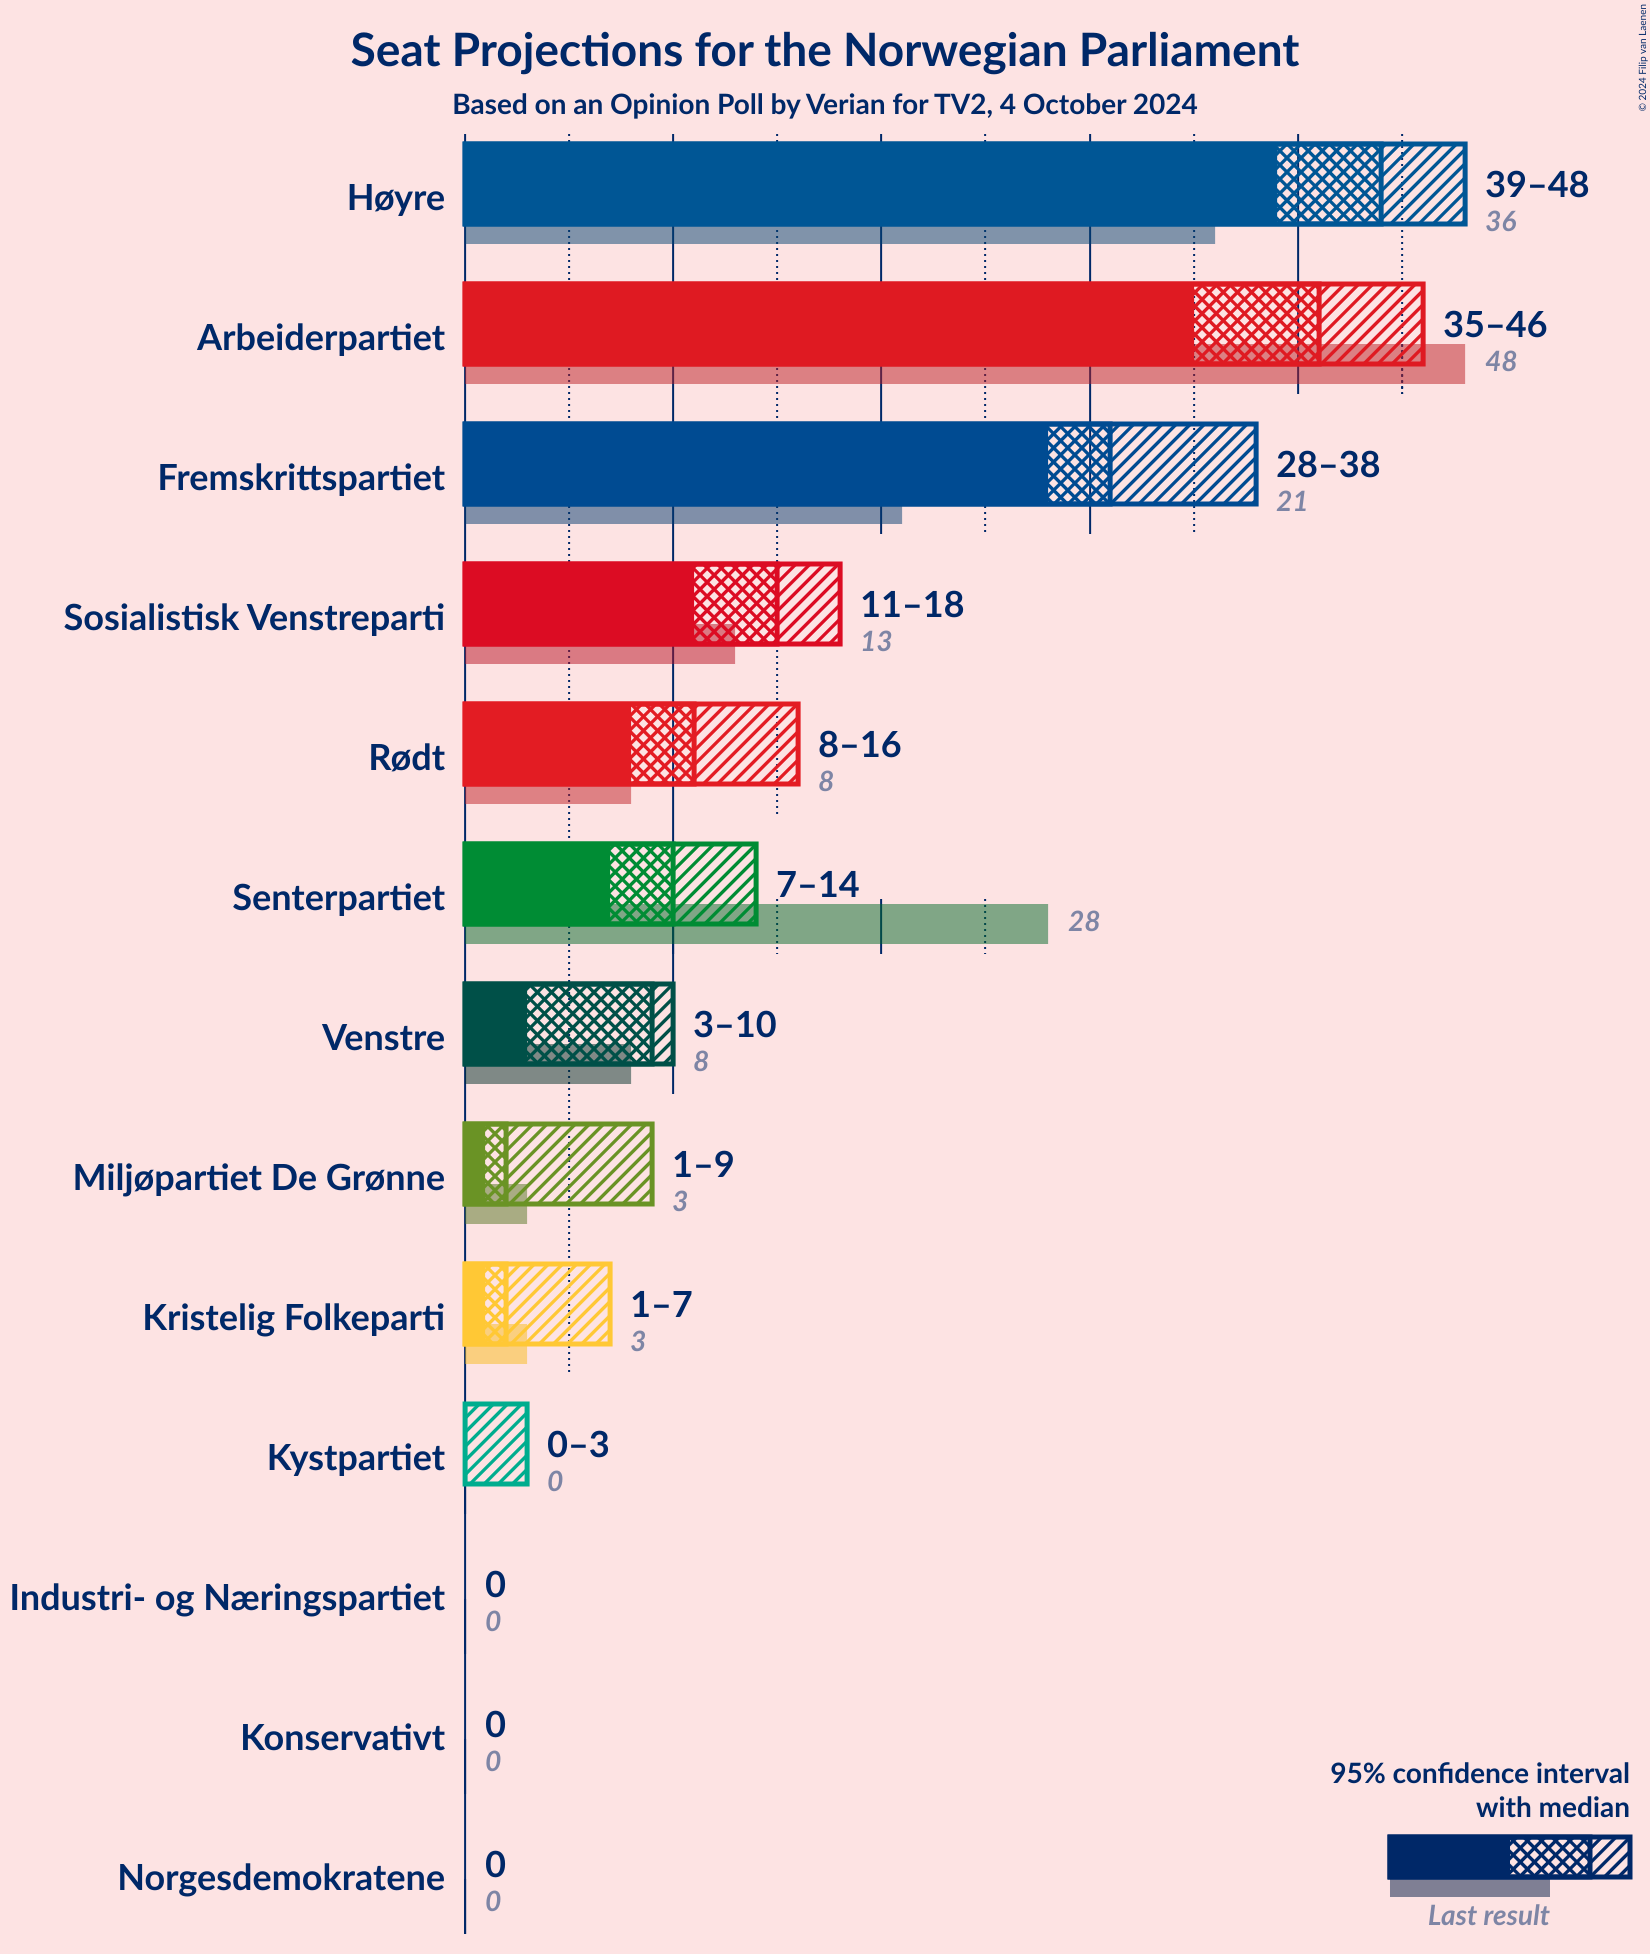 Seat Projections for the Norwegian Parliament
Based on an Opinion Poll by Verian for TV2, 4 October 2024
© 2024 Filip van Laenen
Høyre
39–48
36
Arbeiderpartiet
35–46
48
Fremskrittspartiet
28–38
21
Sosialistisk Venstreparti
11–18
13
Rødt
8–16
8
Senterpartiet
7–14
28
Venstre
3–10
8
Miljøpartiet De Grønne
1–9
3
Kristelig Folkeparti
1–7
3
Kystpartiet
0–3
0
Industri- og Næringspartiet
0
0
Konservativt
0
0
Norgesdemokratene
0
0
95% confidence interval
with median
Last result